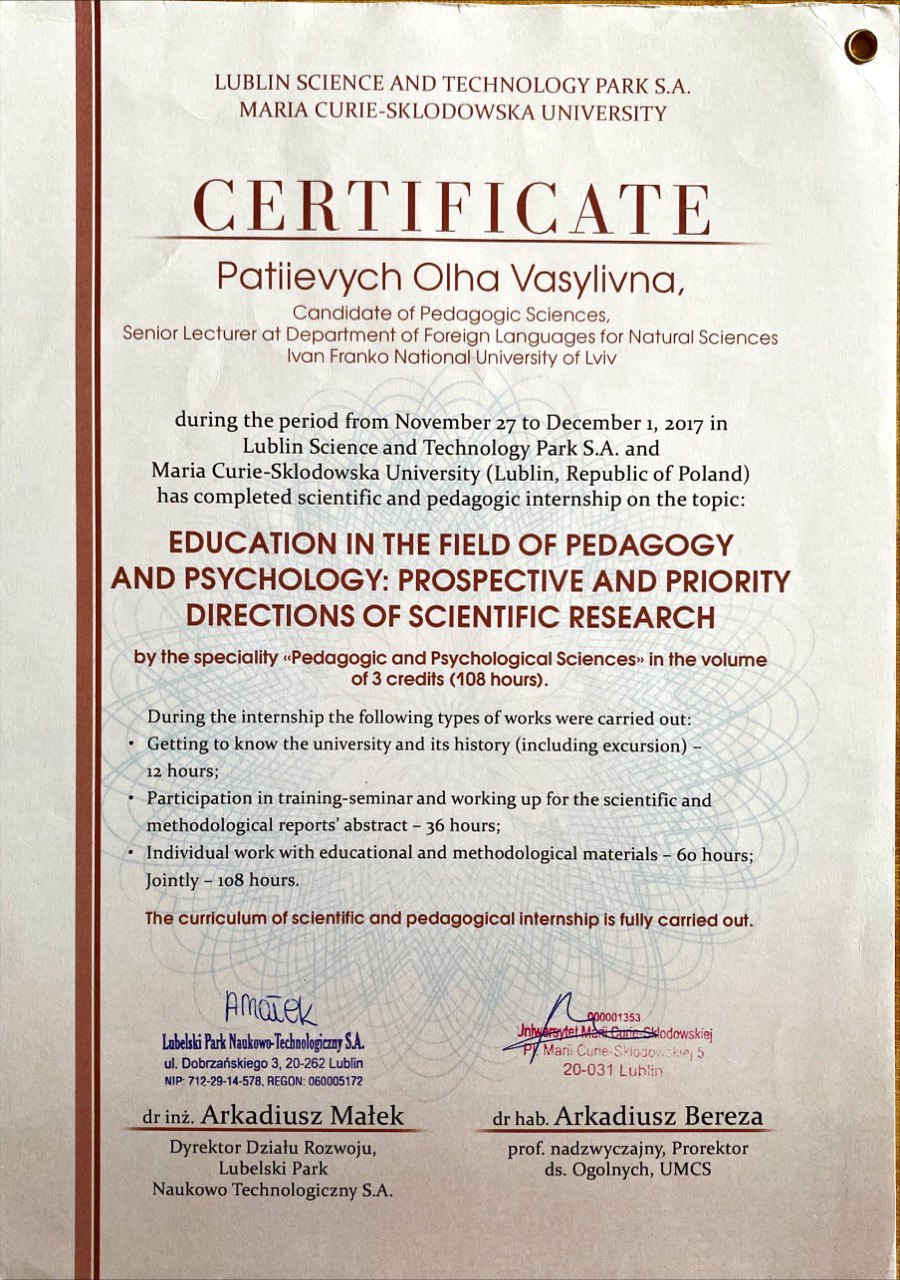 LUBLIN SCIENCE AND TECHNOLOGY PARK S.A.
MARIA CURIE-SKLODOWSKA UNIVERSITY
CERTIFICATE
Patiievych Olha Vasylivna,
Candidate of Pedagogic Sciences,
Senior Lecturer at Department of Foreign Languages for Natural Sciences
Ivan Franko National University of Lviv
during the period from November 27 to December 1, 2017 in
Lublin Science and Technology Park S.A. and
Maria Curie-Sklodowska University (Lublin, Republic of Poland)
has completed scientific and pedagogic internship on the topic:
EDUCATION IN THE FIELD OF PEDAGOGY
AND PSYCHOLOGY: PROSPECTIVE AND PRIORITY
DIRECTIONS OF SCIENTIFIC RESEARCH
by the speciality «Pedagogic and Psychological Sciences» in the volume
of 3 credits (108 hours).
During the internship the following types of works were carried out:
• Getting to know the university and its history (including excursion) –
12 hours;
• Participation in training-seminar and working up for the scientific and
methodological reports' abstract – 36 hours;
• Individual work with educational and methodological materials – 60 hours;
Jointly – 108 hours.
The curriculum of scientific and pedagogical internship is fully carried out.
AMałek
Lubelski Park Naukowo-Technologiczny S.A.
ul. Dobrzańskiego 3, 20-262 Lublin
NIP: 712-29-14-578, REGON: 060005172
dr inż. Arkadiusz Małek
Dyrektor Działu Rozwoju,
Lubelski Park
Naukowo Technologiczny S.A.
000001353
Uniwersytet Marii Curie-Skłodowskiej
Pl. Marii Curie-Skłodowskiej 5
20-031 Lublin
dr hab. Arkadiusz Bereza
prof. nadzwyczajny, Prorektor
ds. Ogolnych, UMCS